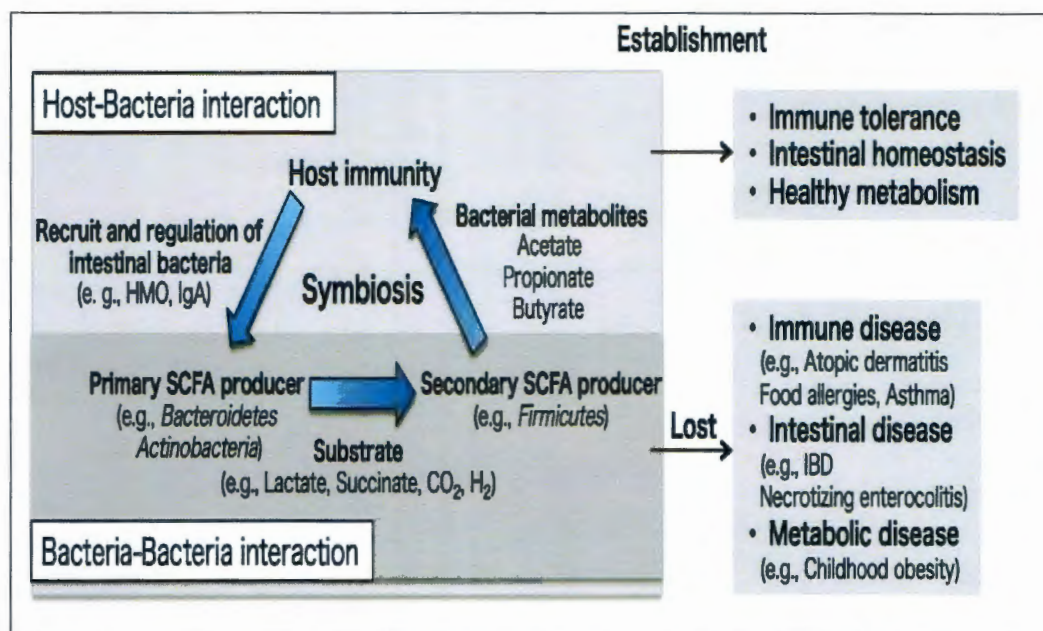 Establishment
Host-Bacteria interaction
Host immunity
Recruit and regulation of
intestinal bacteria
(e. g., HMO, IgA)
Symbiosis
Bacterial metabolites
Acetate
Propionate
Butyrate
Primary SCFA producer
(e.g., Bacteroidetes
Actinobacteria)
Substrate
(e.g., Lactate, Succinate, CO₂, H₂)
Secondary SCFA producer
(e.g., Firmicutes)
Bacteria-Bacteria interaction
• Immune tolerance
• Intestinal homeostasis
• Healthy metabolism
Lost
• Immune disease
(e.g., Atopic dermatitis
Food allergies, Asthma)
• Intestinal disease
(e.g., IBD
Necrotizing enterocolitis)
• Metabolic disease
(e.g., Childhood obesity)